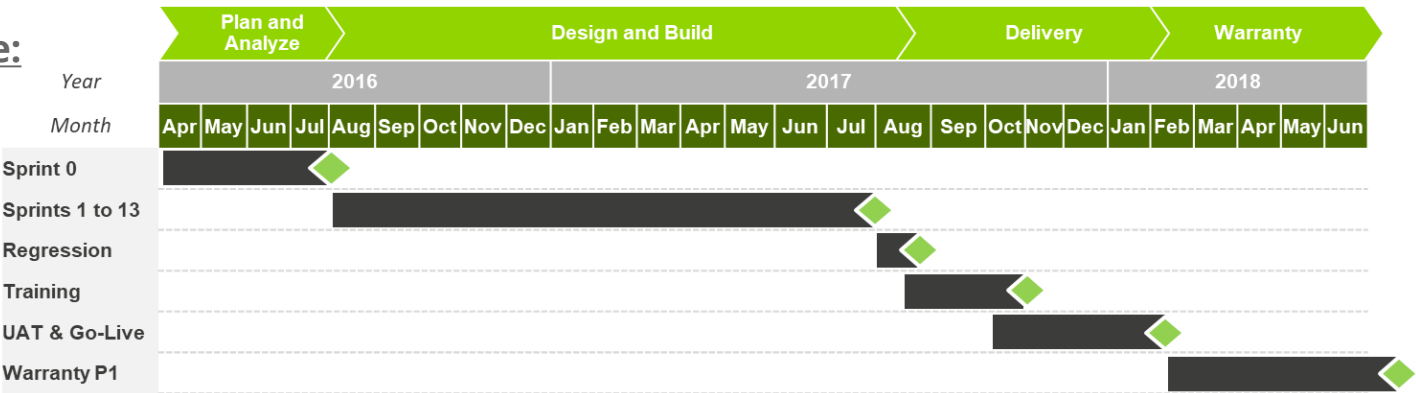 Plan and
Analyze
Design and Build
Delivery
Warranty
e:
Year
2016
2017
2018
Month
Apr May Jun Jul Aug Sep Oct Nov Dec Jan Feb Mar Apr May Jun Jul Aug Sep Oct Nov Dec Jan Feb Mar Apr May Jun
Sprint 0
Sprints 1 to 13
Regression
Training
UAT & Go-Live
Warranty P1